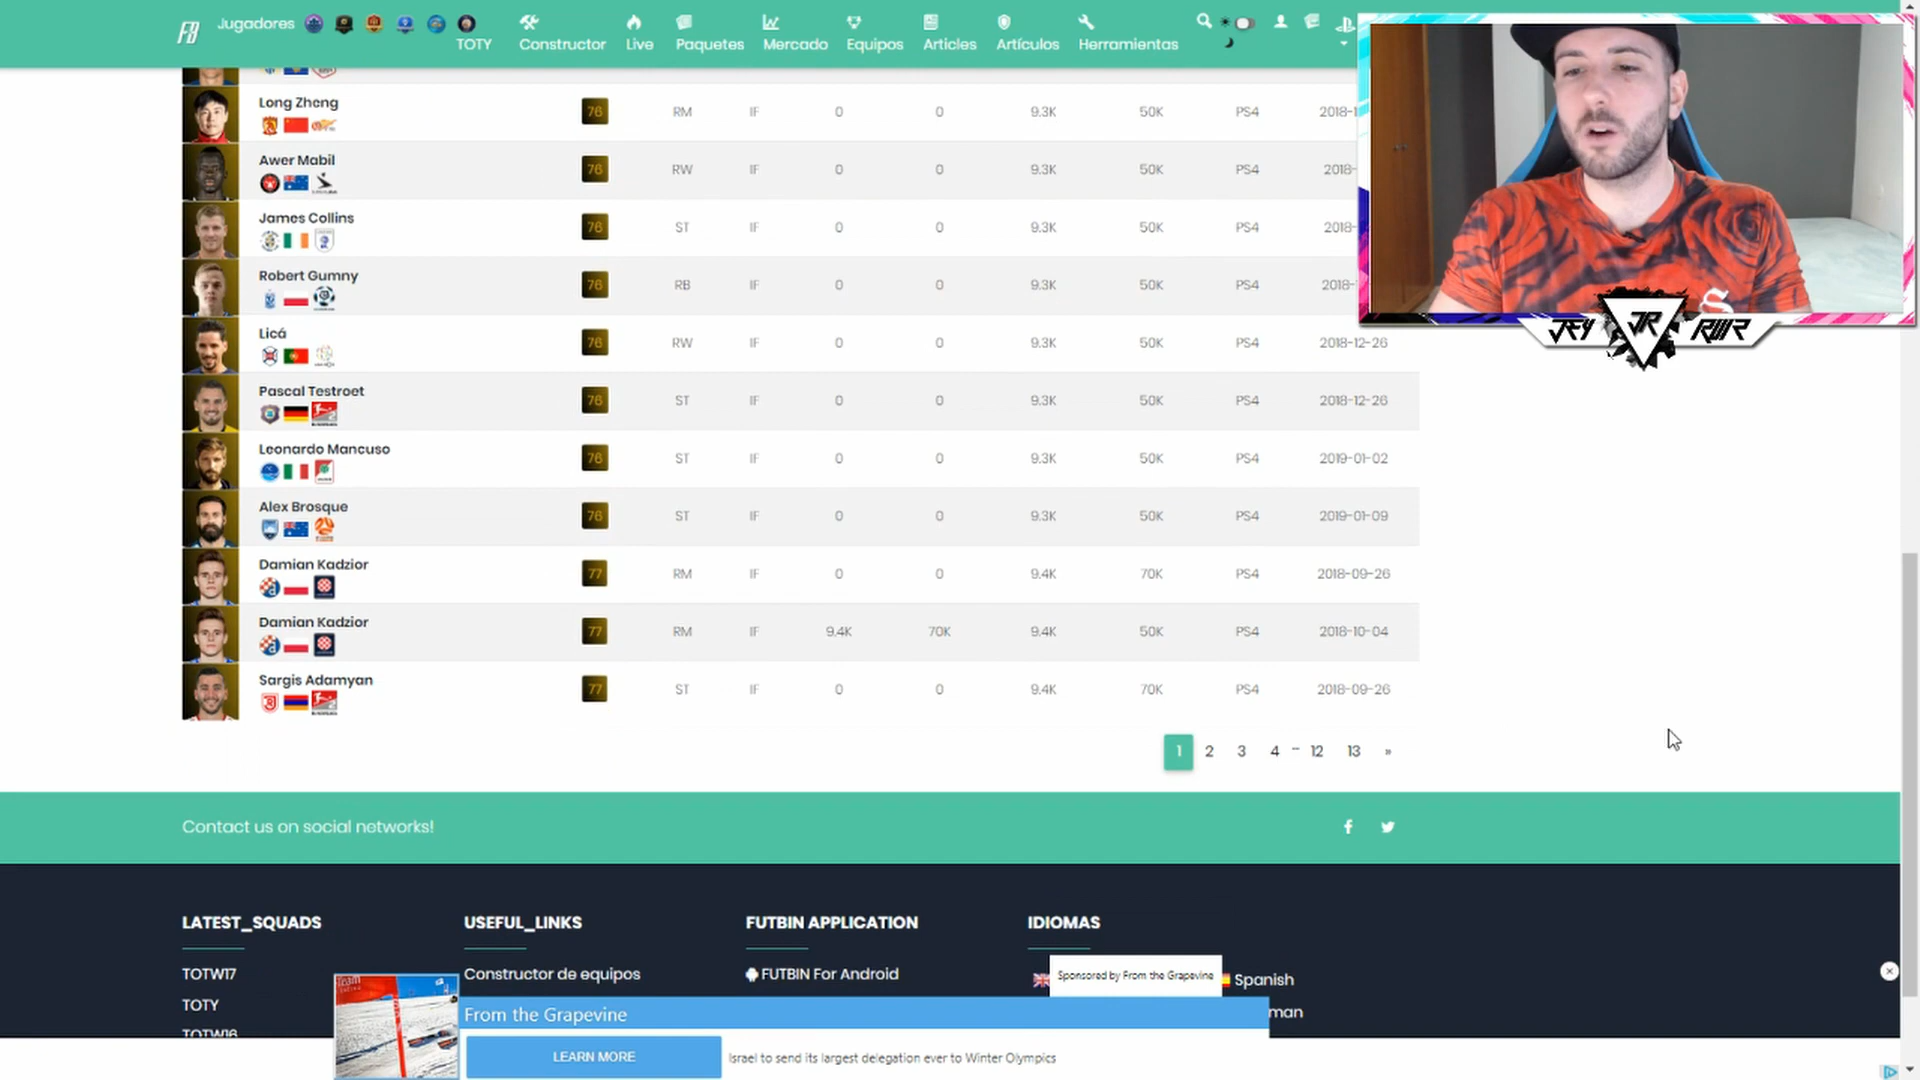 Jugadores
TOTY
Constructor
Live
Paquetes
Mercado
Equipos
Articles
Artículos
Herramientas
Long Zheng 76 RM IF 0 0 9.3K 50K PS4
Awer Mabil 76 RW IF 0 0 9.3K 50K PS4
James Collins 76 ST IF 0 0 9.3K 50K PS4
Robert Gumny 76 RB IF 0 0 9.3K 50K PS4
Licá 76 RW IF 0 0 9.3K 50K PS4 2018-12-26
Pascal Testroet 76 ST IF 0 0 9.3K 50K PS4 2018-12-26
Leonardo Mancuso 76 ST IF 0 0 9.3K 50K PS4 2019-01-02
Alex Brosque 76 ST IF 0 0 9.3K 50K PS4 2019-01-09
Damian Kadzior 77 RM IF 0 0 9.4K 70K PS4 2018-09-26
Damian Kadzior 77 RM IF 9.4K 70K 9.4K 50K PS4 2018-10-04
Sargis Adamyan 77 ST IF 0 0 9.4K 70K PS4 2018-09-26
JEY JR RWR
1 2 3 4 - 12 13 »
Contact us on social networks!
LATEST_SQUADS USEFUL_LINKS FUTBIN APPLICATION IDIOMAS
TOTW17 Constructor de equipos FUTBIN For Android Sponsored by From the Grapevine Spanish
TOTY From the Grapevine man
TOTW16
LEARN MORE Israel to send its largest delegation ever to Winter Olympics